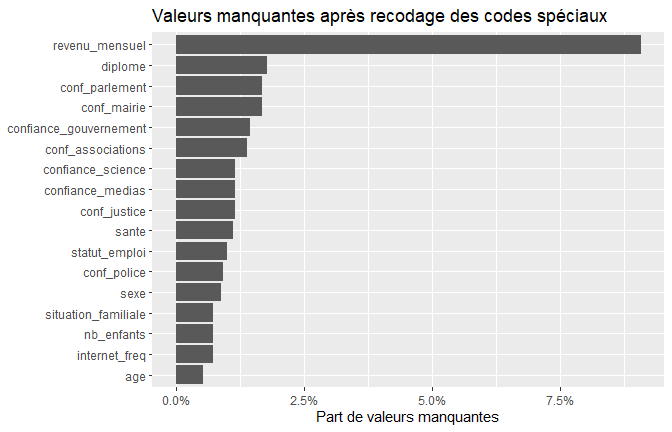 Valeurs manquantes après recodage des codes spéciaux
revenu_mensuel
diplome
conf_parlement
conf_mairie
confiance_gouvernement
conf_associations
confiance_science
confiance_medias
conf_justice
sante
statut_emploi
conf_police
sexe
situation_familiale
nb_enfants
internet_freq
age
0.0% 2.5% 5.0% 7.5%
Part de valeurs manquantes